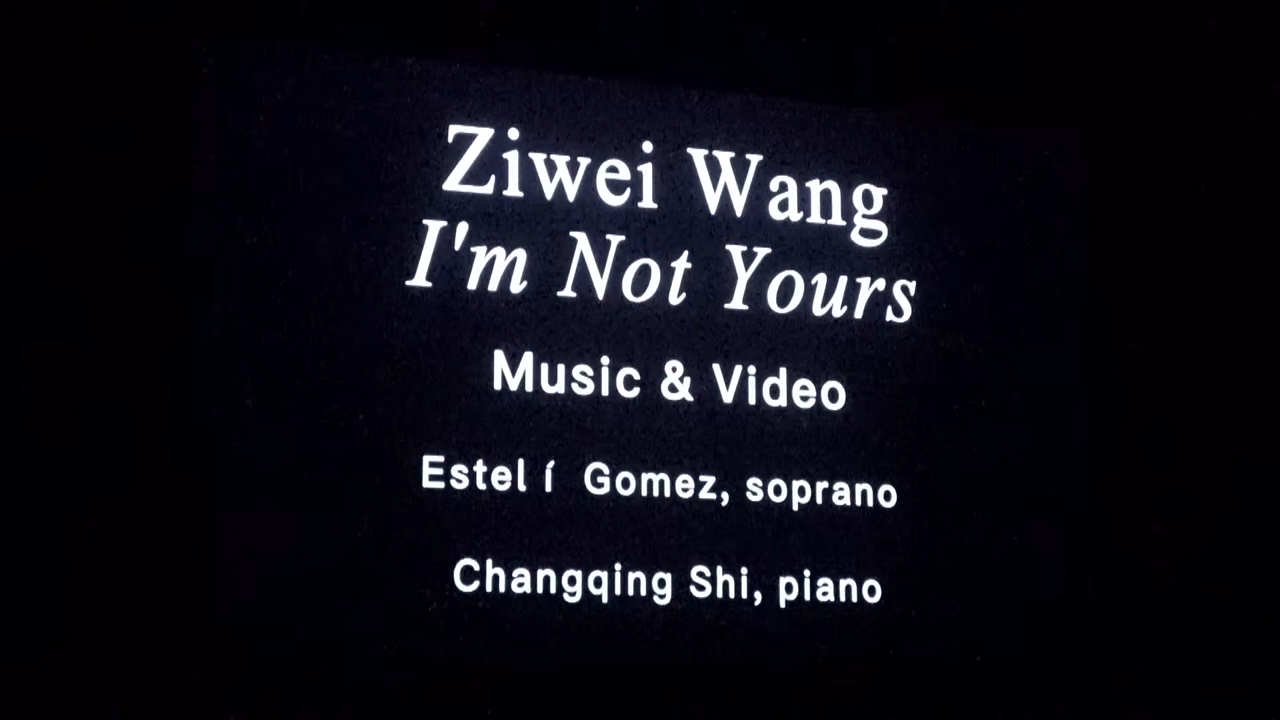 Ziwei Wang
I'm Not Yours
Music & Video
Estel í Gomez, soprano
Changqing Shi, piano